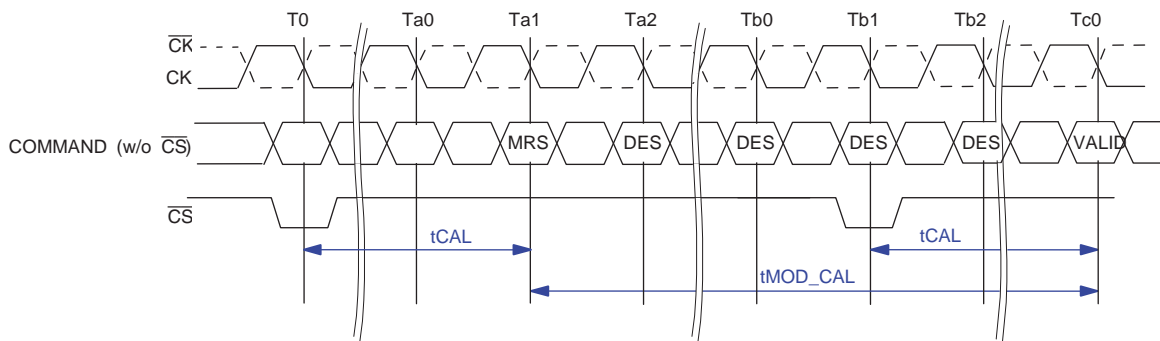 T0 Ta0 Ta1 Ta2 Tb0 Tb1 Tb2 Tc0
CK
CK
COMMAND (w/o CS) MRS DES DES DES DES VALID
CS
tCAL tCAL
tMOD_CAL